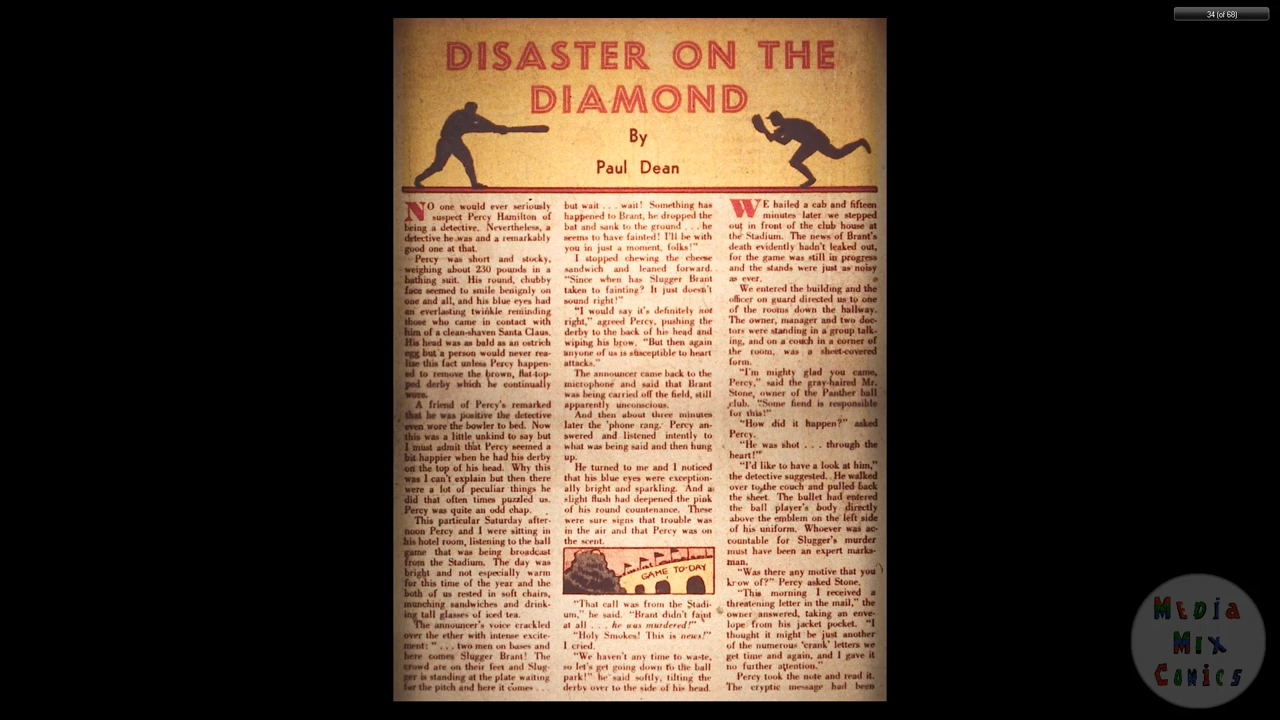 34 (of 68)
DISASTER ON THE
DIAMOND
By
Paul Dean
NO one would ever seriously
suspect Percy Hamilton of
being a detective. Nevertheless, a
detective he was and a remarkably
good one at that.
Percy was short and stocky,
weighing about 230 pounds in a
bathing suit. His round, chubby
face seemed to smile benignly on
one and all, and his blue eyes had
an everlasting twinkle reminding
those who came in contact with
him of a clean-shaven Santa Claus.
His head was as bald as an ostrich
egg but a person would never rea-
lize this fact unless Percy happen-
ed to remove the brown, flat-top-
ped derby which he continually
wore.
A friend of Percy's remarked
that he was positive the detective
even wore the bowler to bed. Now
this was a little unkind to say but
I must admit that Percy seemed a
bit happier when he had his derby
on the top of his head. Why this
was I can't explain but then there
were a lot of peculiar things he
did that often times puzzled us.
Percy was quite an odd chap.
This particular Saturday after-
noon Percy and I were sitting in
his hotel room, listening to the ball
game that was being broadcast
from the Stadium. The day was
bright and not especially warm
for this time of the year and the
both of us rested in soft chairs,
munching sandwiches and drink-
ing tall glasses of iced tea.
The announcer's voice crackled
over the ether with intense excite-
ment: " . . . two men on bases and
here comes Slugger Brant! The
crowd are on their feet and Slug-
ger is standing at the plate waiting
for the pitch and here it comes . . .
but wait . . . wait! Something has
happened to Brant, he dropped the
bat and sank to the ground . . . he
seems to have fainted! I'll be with
you in just a moment, folks!"
I stopped chewing the cheese
sandwich and leaned forward.
"Since when has Slugger Brant
taken to fainting? It just doesn't
sound right!"
"I would say it's definitely not
right," agreed Percy, pushing the
derby to the back of his head and
wiping his brow. "But then again
anyone of us is susceptible to heart
attacks."
The announcer came back to the
microphone and said that Brant
was being carried off the field, still
apparently unconscious.
And then about three minutes
later the 'phone rang. Percy an-
swered and listened intently to
what was being said and then hung
up.
He turned to me and I noticed
that his blue eyes were exception-
ally bright and sparkling. And a
slight flush had deepened the pink
of his round countenance. These
were sure signs that trouble was
in the air and that Percy was on
the scent.
GAME TO-DAY
"That call was from the Stadi-
um," he said. "Brant didn't faint
at all . . . he was murdered!"
"Holy Smokes! This is news!"
I cried.
"We haven't any time to waste,
so let's get going down to the ball
park!" he said softly, tilting the
derby over to the side of his head.
WE hailed a cab and fifteen
minutes later we stepped
out in front of the club house at
the Stadium. The news of Brant's
death evidently hadn't leaked out,
for the game was still in progress
and the stands were just as noisy
as ever.
We entered the building and the
officer on guard directed us to one
of the rooms down the hallway.
The owner, manager and two doc-
tors were standing in a group talk-
ing, and on a couch in a corner of
the room, was a sheet-covered
form.
"I'm mighty glad you came,
Percy," said the gray-haired Mr.
Stone, owner of the Panther ball
club. "Some fiend is responsible
for this!"
"How did it happen?" asked
Percy.
"He was shot . . . through the
heart!"
"I'd like to have a look at him,"
the detective suggested. He walked
over to the couch and pulled back
the sheet. The bullet had entered
the ball player's body directly
above the emblem on the left side
of his uniform. Whoever was ac-
countable for Slugger's murder
must have been an expert marks-
man.
"Was there any motive that you
know of?" Percy asked Stone.
"This morning I received a
threatening letter in the mail," the
owner answered, taking an enve-
lope from his jacket pocket. "I
thought it might be just another
of the numerous 'crank' letters we
get time and again, and I gave it
no further attention."
Percy took the note and read it.
The cryptic message had been
MEDIA
MIX
COMICS